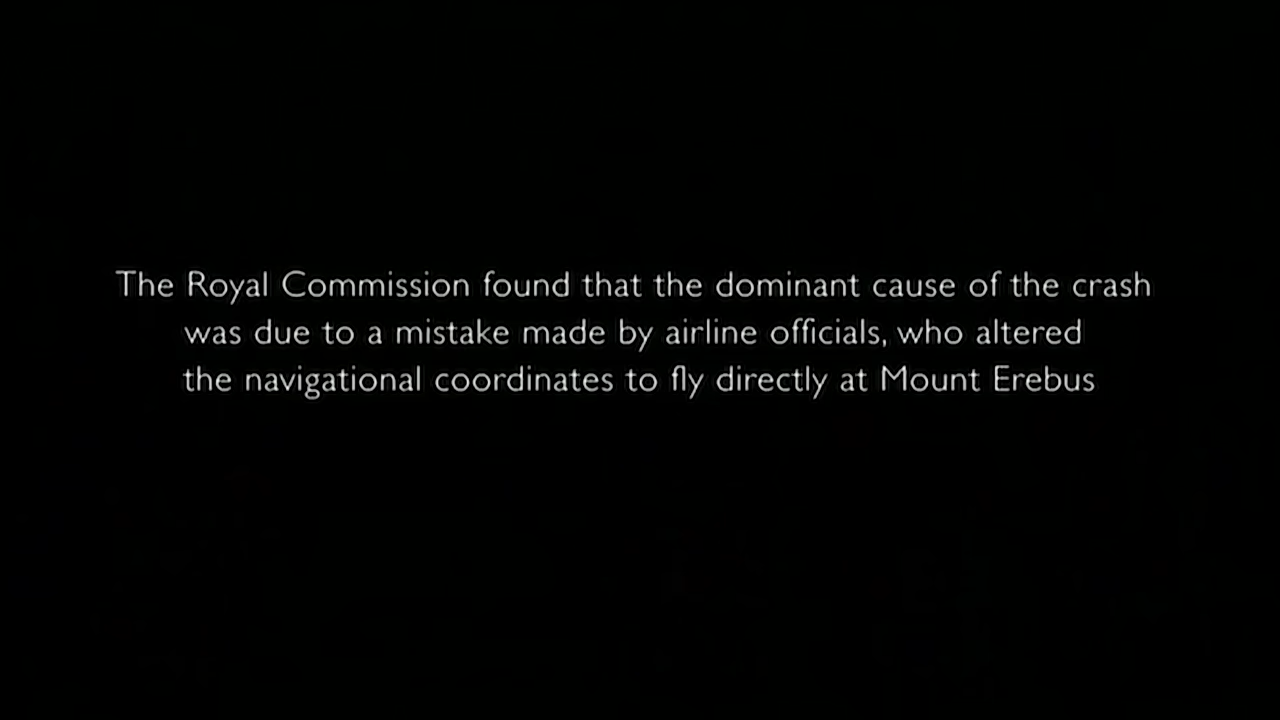 The Royal Commission found that the dominant cause of the crash
was due to a mistake made by airline officials, who altered
the navigational coordinates to fly directly at Mount Erebus